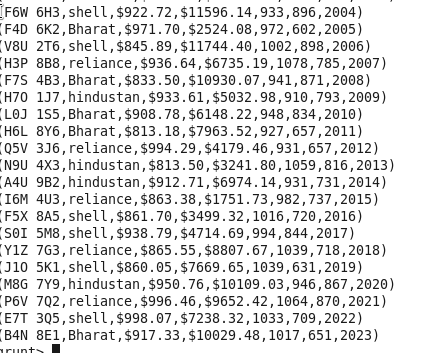 (F6W 6H3,shell,$922.72,$11596.14,933,896,2004)
(F4D 6K2,Bharat,$971.70,$2524.08,972,602,2005)
(V8U 2T6,shell,$845.89,$11744.40,1002,898,2006)
(H3P 8B8,reliance,$936.64,$6735.19,1078,785,2007)
(F7S 4B3,Bharat,$833.50,$10930.07,941,871,2008)
(H7O 1J7,hindustan,$933.61,$5032.98,910,793,2009)
(L0J 1S5,Bharat,$908.78,$6148.22,948,834,2010)
(H6L 8Y6,Bharat,$813.18,$7963.52,927,657,2011)
(Q5V 3J6,reliance,$994.29,$4179.46,931,657,2012)
(N9U 4X3,hindustan,$813.50,$3241.80,1059,816,2013)
(A4U 9B2,hindustan,$912.71,$6974.14,931,731,2014)
(I6M 4U3,reliance,$863.38,$1751.73,982,737,2015)
(F5X 8A5,shell,$861.70,$3499.32,1016,720,2016)
(S0I 5M8,shell,$938.79,$4714.69,994,844,2017)
(Y1Z 7G3,reliance,$865.55,$8807.67,1039,718,2018)
(J1O 5K1,shell,$860.05,$7669.65,1039,631,2019)
(M8G 7Y9,hindustan,$950.76,$10109.03,946,867,2020)
(P6V 7Q2,reliance,$996.46,$9652.42,1064,870,2021)
(E7T 3Q5,shell,$998.07,$7238.32,1033,709,2022)
(B4N 8E1,Bharat,$917.33,$10029.48,1017,651,2023)
grunt>